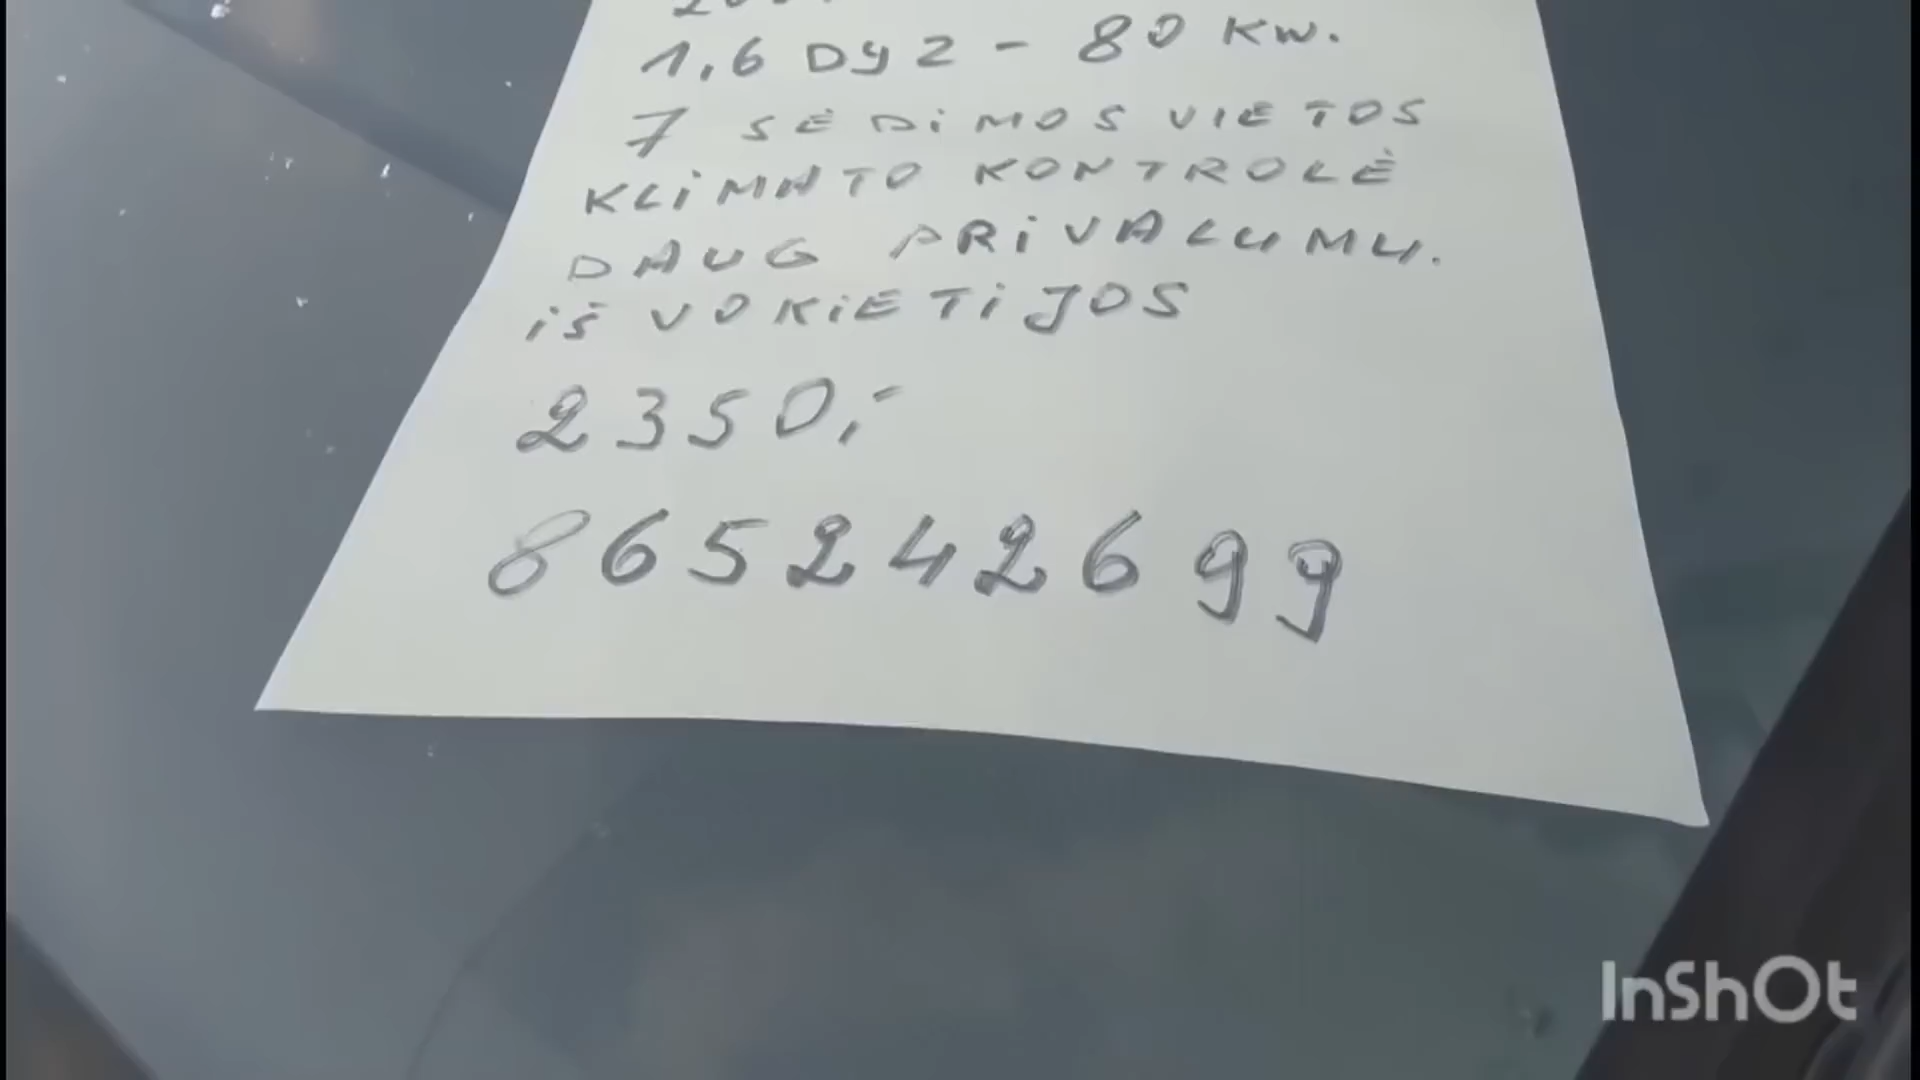 1,6 DYZ - 80 KW.
7 SĖDIMOS VIETOS
KLIMATO KONTROLĖ
DAUG PRIVALUMU.
IŠ VOKIETIJOS
2350,-
865242699
InShOt